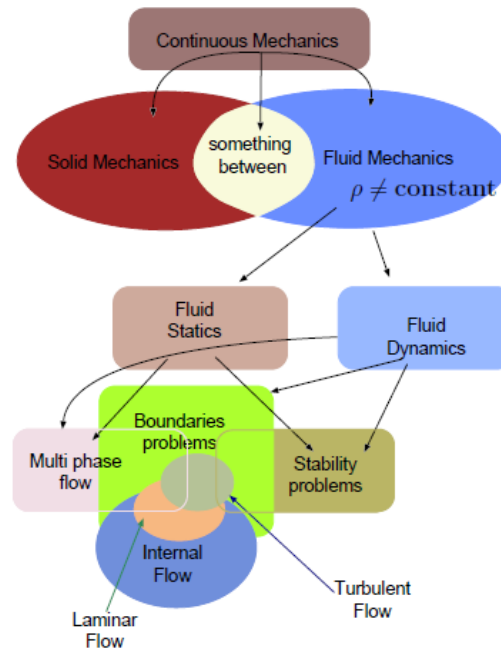 Continuous Mechanics
something
between
Solid Mechanics
Fluid Mechanics
ρ ≠ constant
Fluid
Statics
Fluid
Dynamics
Boundaries
problems
Multi phase
flow
Stability
problems
Internal
Flow
Turbulent
Flow
Laminar
Flow